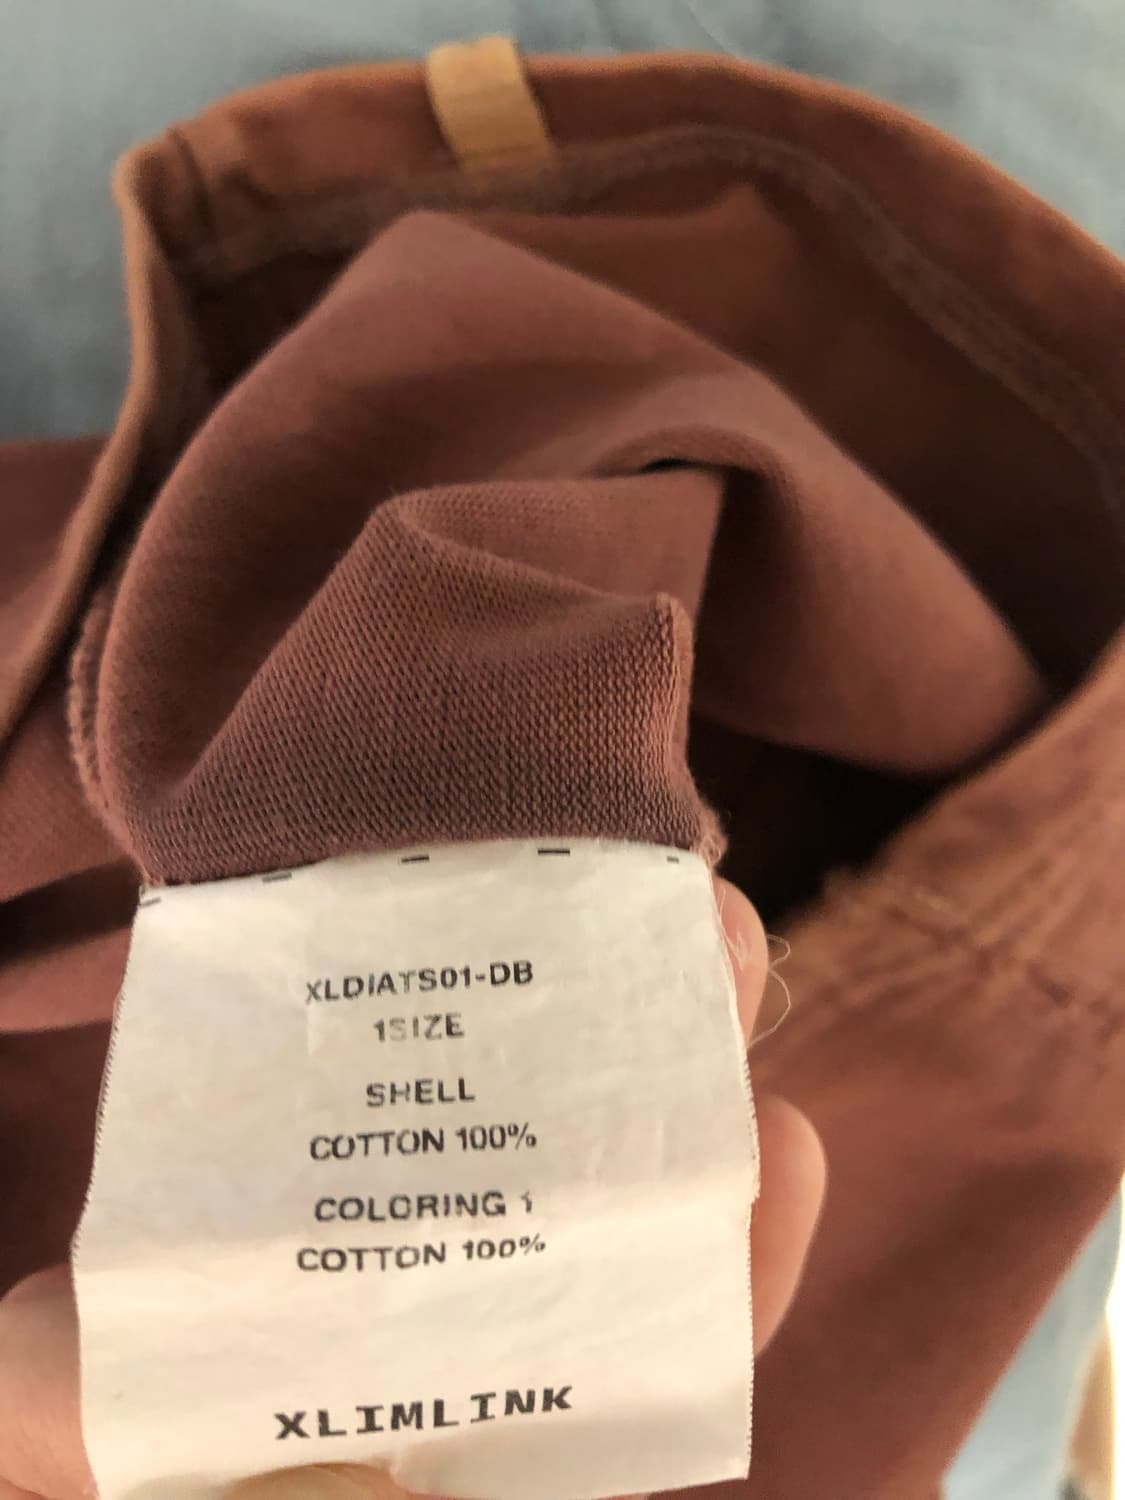 XLDIATS01-DB
1SIZE
SHELL
COTTON 100%
COLORING 1
COTTON 100%
XLIMLINK